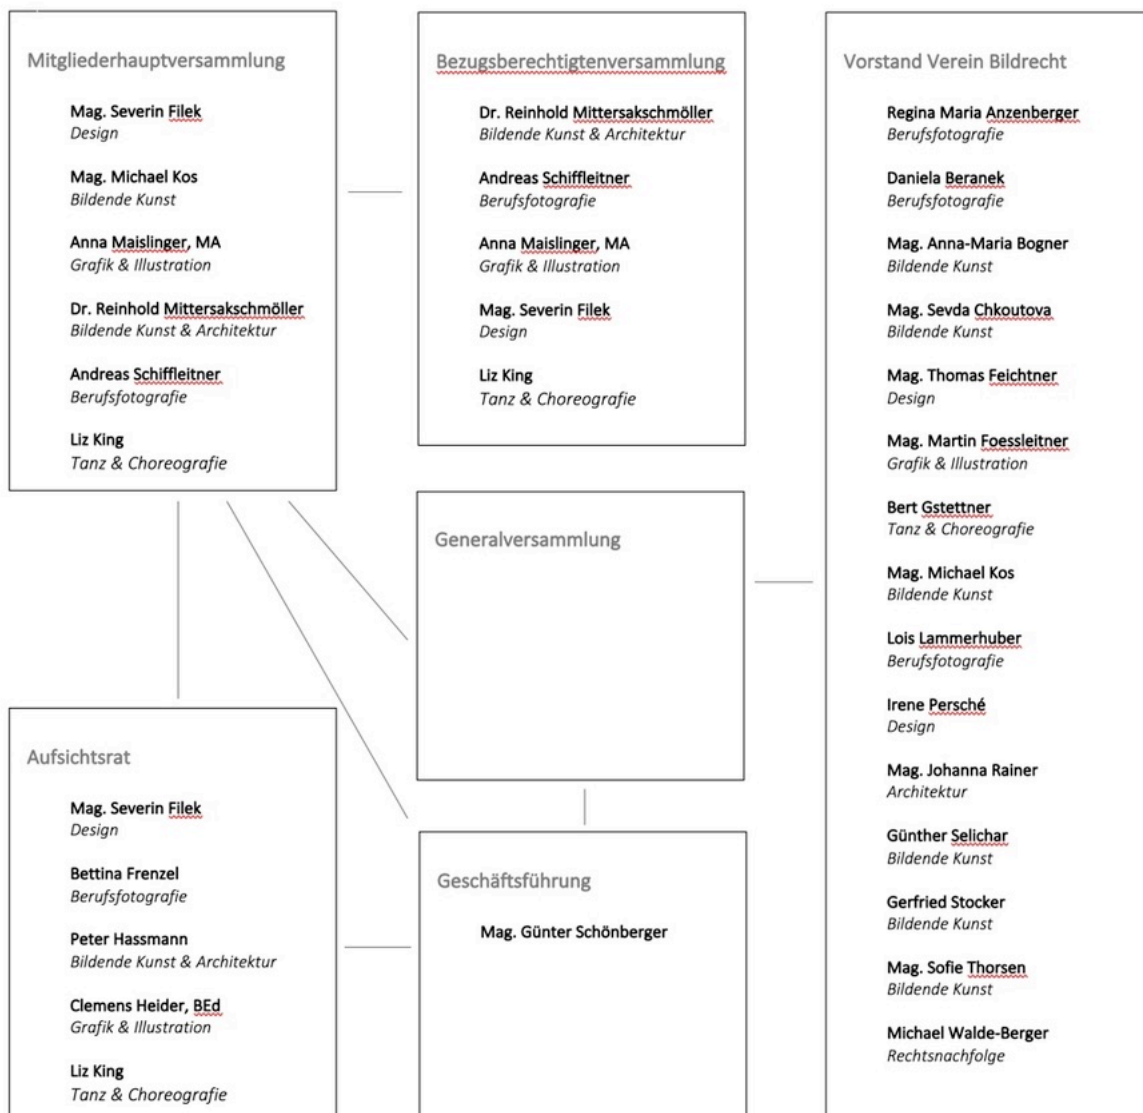 Mitgliederhauptversammlung
Mag. Severin Filek
Design
Mag. Michael Kos
Bildende Kunst
Anna Maislinger, MA
Grafik & Illustration
Dr. Reinhold Mittersakschmöller
Bildende Kunst & Architektur
Andreas Schiffleitner
Berufsfotografie
Liz King
Tanz & Choreografie
Bezugsberechtigtenversammlung
Dr. Reinhold Mittersakschmöller
Bildende Kunst & Architektur
Andreas Schiffleitner
Berufsfotografie
Anna Maislinger, MA
Grafik & Illustration
Mag. Severin Filek
Design
Liz King
Tanz & Choreografie
Vorstand Verein Bildrecht
Regina Maria Anzenberger
Berufsfotografie
Daniela Beranek
Berufsfotografie
Mag. Anna-Maria Bogner
Bildende Kunst
Mag. Sevda Chkoutova
Bildende Kunst
Mag. Thomas Feichtner
Design
Mag. Martin Foessleitner
Grafik & Illustration
Bert Gstettner
Tanz & Choreografie
Mag. Michael Kos
Bildende Kunst
Lois Lammerhuber
Berufsfotografie
Irene Persché
Design
Mag. Johanna Rainer
Architektur
Günther Selichar
Bildende Kunst
Gerfried Stocker
Bildende Kunst
Mag. Sofie Thorsen
Bildende Kunst
Michael Walde-Berger
Rechtsnachfolge
Generalversammlung
Aufsichtsrat
Mag. Severin Filek
Design
Bettina Frenzel
Berufsfotografie
Peter Hassmann
Bildende Kunst & Architektur
Clemens Heider, BEd
Grafik & Illustration
Liz King
Tanz & Choreografie
Geschäftsführung
Mag. Günter Schönberger